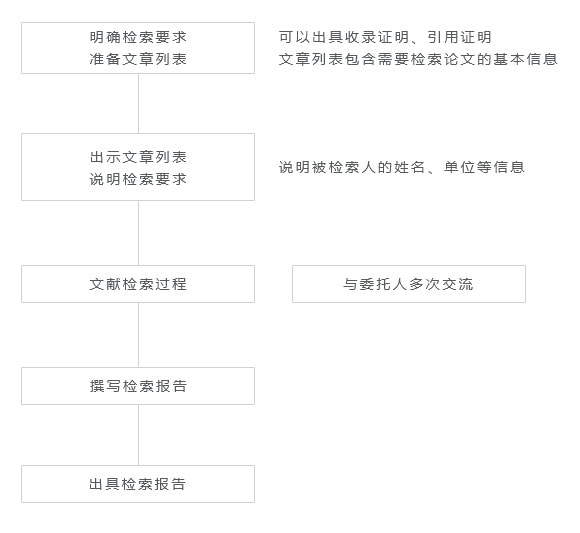 明确检索要求
准备文章列表
可以出具收录证明、引用证明
文章列表包含需要检索论文的基本信息
出示文章列表
说明检索要求
说明被检索人的姓名、单位等信息
文献检索过程
与委托人多次交流
撰写检索报告
出具检索报告